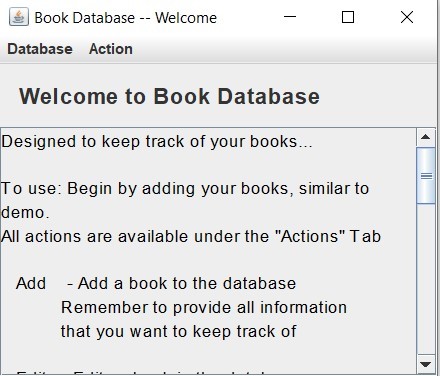 Book Database -- Welcome
Database Action
Welcome to Book Database
Designed to keep track of your books...
To use: Begin by adding your books, similar to
demo.
All actions are available under the "Actions" Tab
Add - Add a book to the database
Remember to provide all information
that you want to keep track of